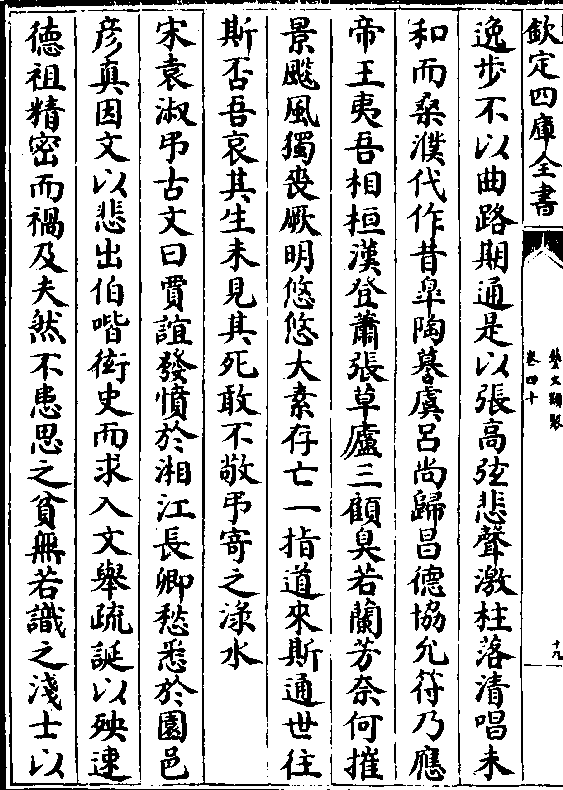 欽定四庫全書
藝文類聚
卷四十
十九
逸步不以曲路期通是以張高弦悲聲激柱落清唱未
和而桑濮代作昔臯陶暮虞呂尚歸昌德協允符乃應
帝王夷吾相桓漢登蕭張草廬三顧臭若蘭芳奈何摧
景飈風獨喪厥明悠悠大素存亡一指道來斯通世往
斯否吾哀其生未見其死敢不敬弔寄之淥水
宋袁淑弔古文曰賈誼發憤於湘江長卿愁悉於園邑
彦真因文以悲出伯喈衒史而求入文舉疏誕以殃速
德祖精密而禍及夫然不患思之貧無若識之淺士以